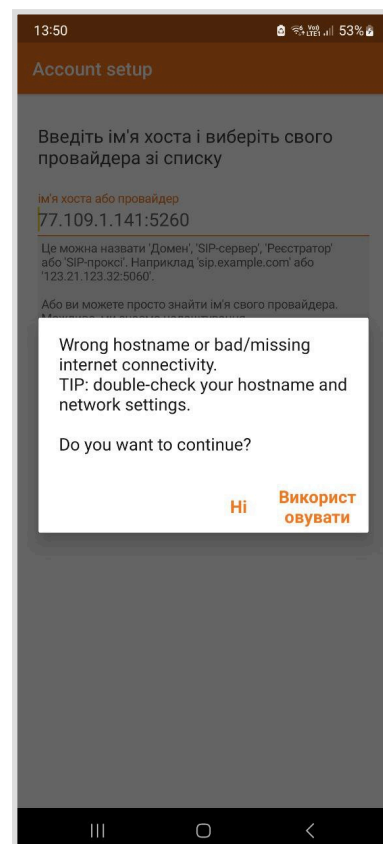 13:50
53%
Account setup
Введіть ім'я хоста і виберіть свого
провайдера зі списку
ім'я хоста або провайдер
77.109.1.141:5260
Це можна назвати 'Домен', 'SIP-сервер', 'Реєстратор'
або 'SIP-проксі'. Наприклад 'sip.example.com' або
'123.21.123.32:5060'.
Або ви можете просто знайти ім'я свого провайдера.
Wrong hostname or bad/missing
internet connectivity.
TIP: double-check your hostname and
network settings.
Do you want to continue?
Ні
Використ
овувати